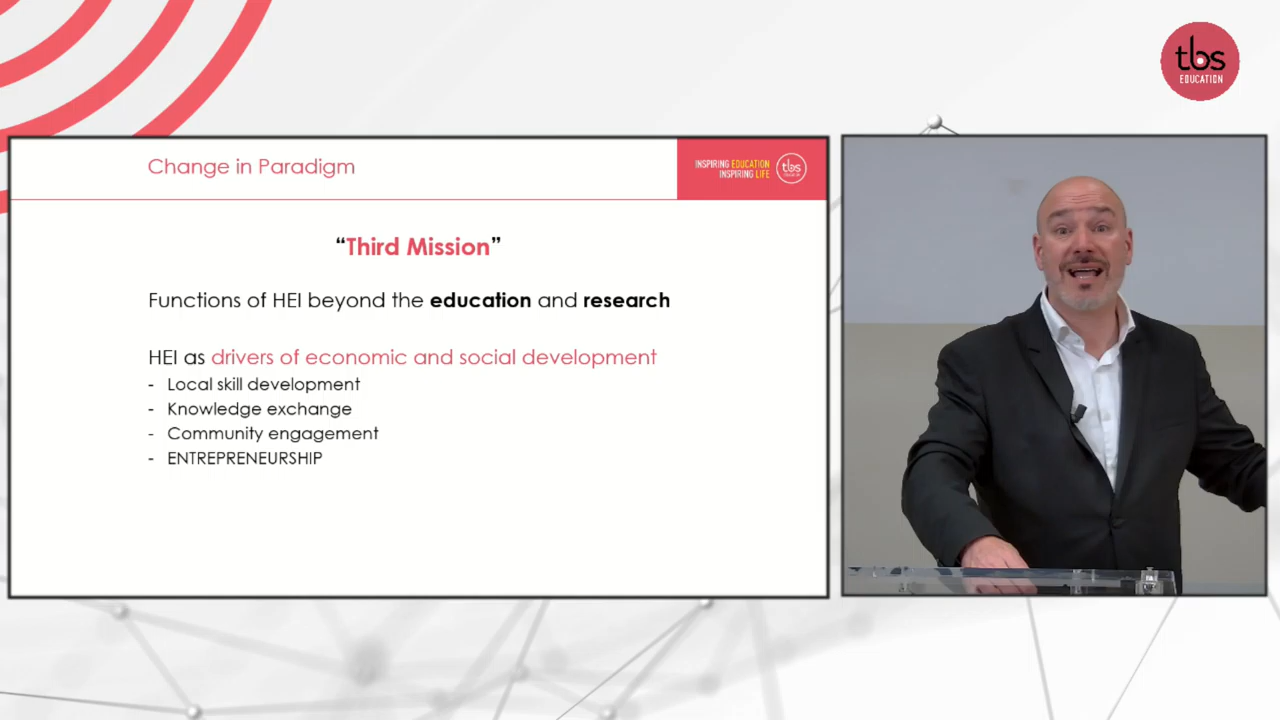 tbs
EDUCATION
Change in Paradigm
INSPIRING EDUCATION
INSPIRING LIFE
tbs
“Third Mission”
Functions of HEI beyond the education and research
HEI as drivers of economic and social development
- Local skill development
- Knowledge exchange
- Community engagement
- ENTREPRENEURSHIP